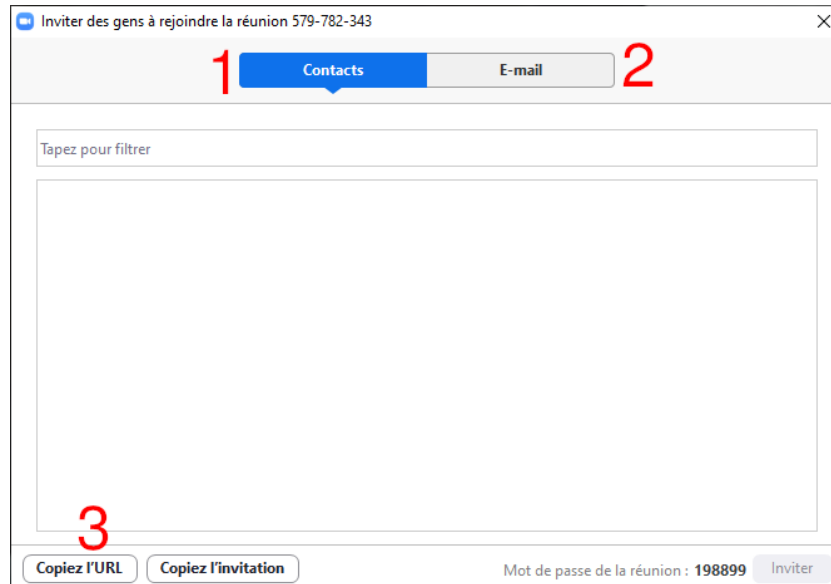 Inviter des gens à rejoindre la réunion 579-782-343
1 Contacts E-mail 2
Tapez pour filtrer
3
Copiez l'URL Copiez l'invitation Mot de passe de la réunion : 198899 Inviter